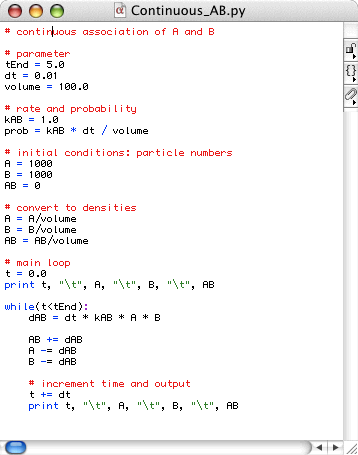 Continuous_AB.py
# continuous association of A and B
# parameter
tEnd = 5.0
dt = 0.01
volume = 100.0
# rate and probability
kAB = 1.0
prob = kAB * dt / volume
# initial conditions: particle numbers
A = 1000
B = 1000
AB = 0
# convert to densities
A = A/volume
B = B/volume
AB = AB/volume
# main loop
t = 0.0
print t, "\t", A, "\t", B, "\t", AB
while(t<tEnd):
    dAB = dt * kAB * A * B
    AB += dAB
    A -= dAB
    B -= dAB
    # increment time and output
    t += dt
    print t, "\t", A, "\t", B, "\t", AB